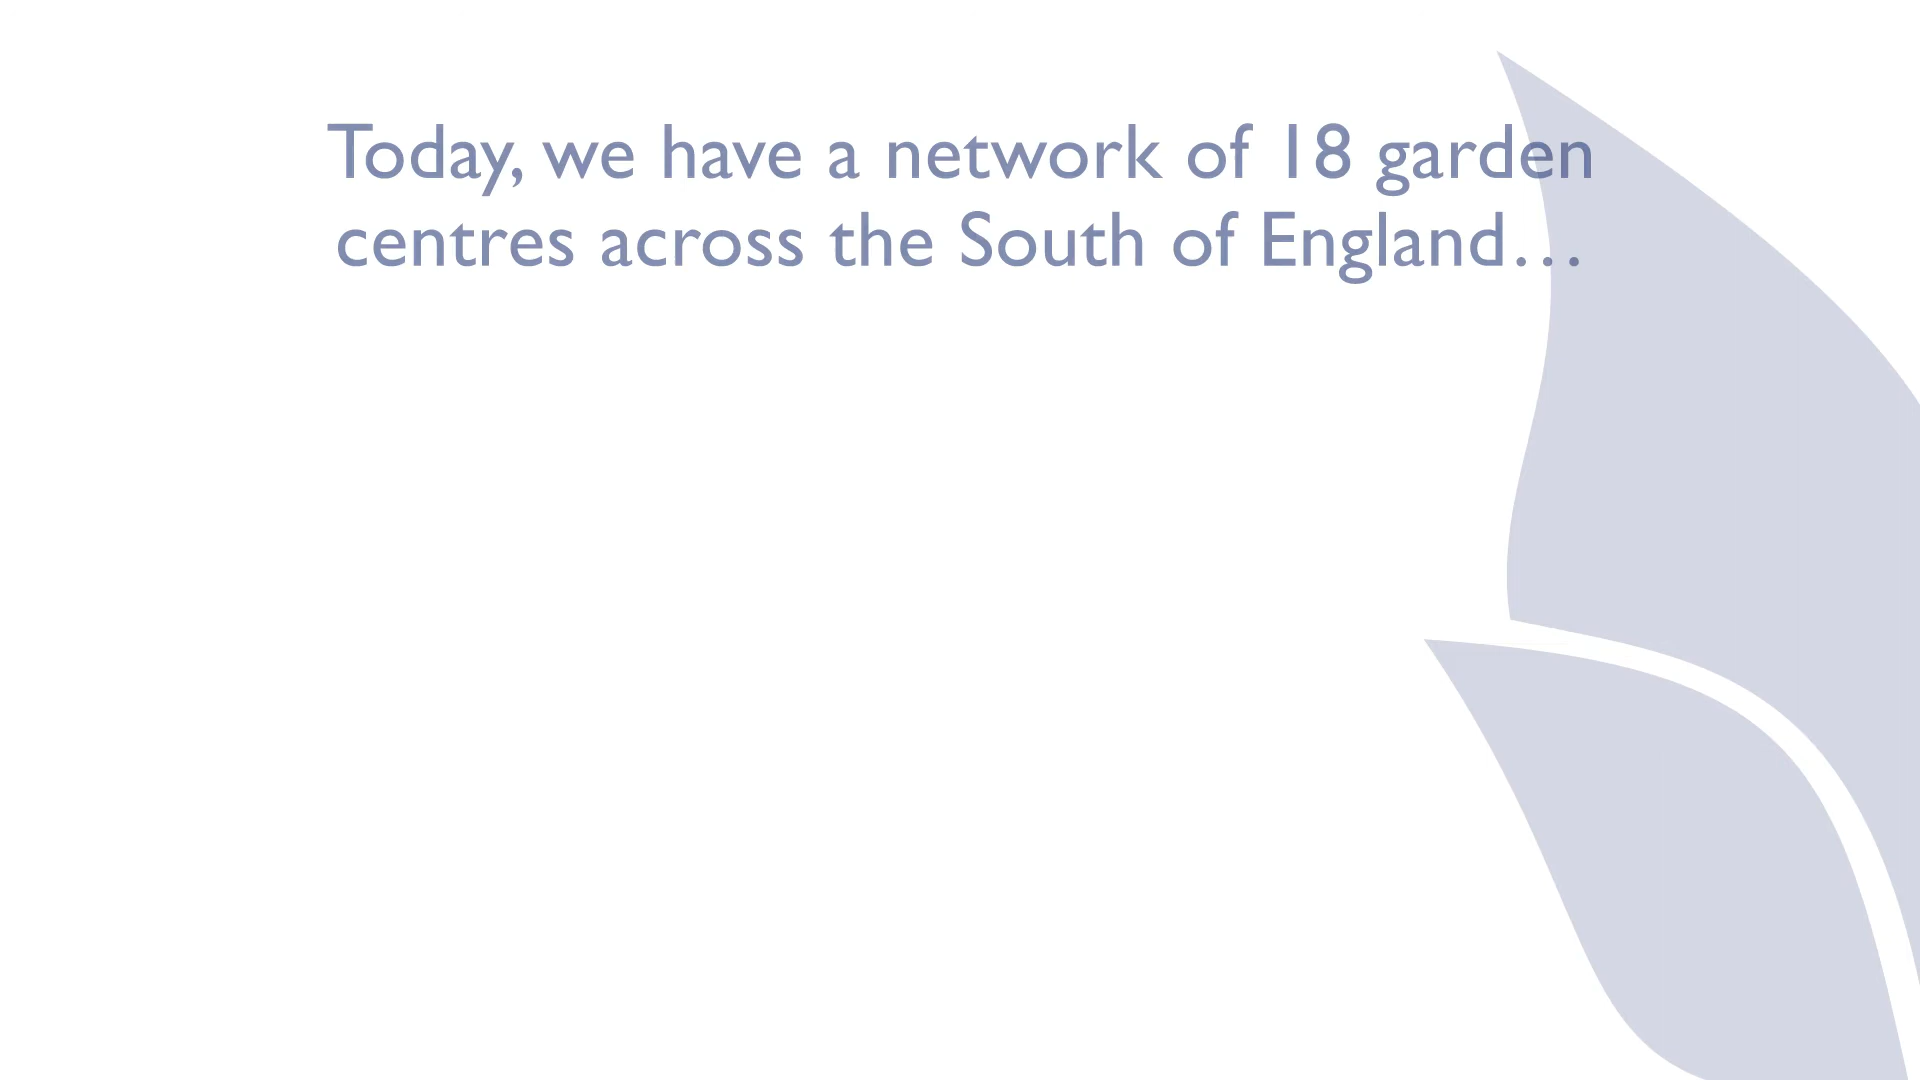 Today, we have a network of 18 garden
centres across the South of England…